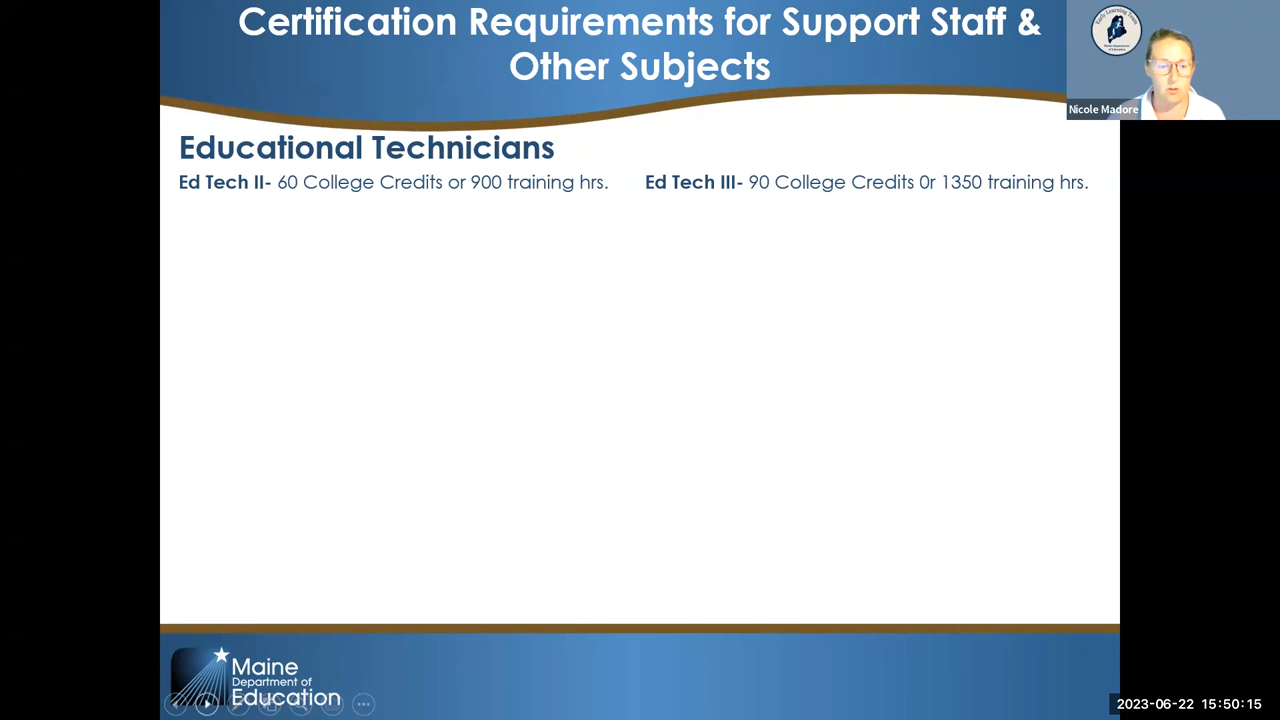 Certification Requirements for Support Staff &
Other Subjects
Nicole Madore
Educational Technicians
Ed Tech II- 60 College Credits or 900 training hrs.
Ed Tech III- 90 College Credits 0r 1350 training hrs.
Maine
Department of
Education
2023-06-22 15:50:15